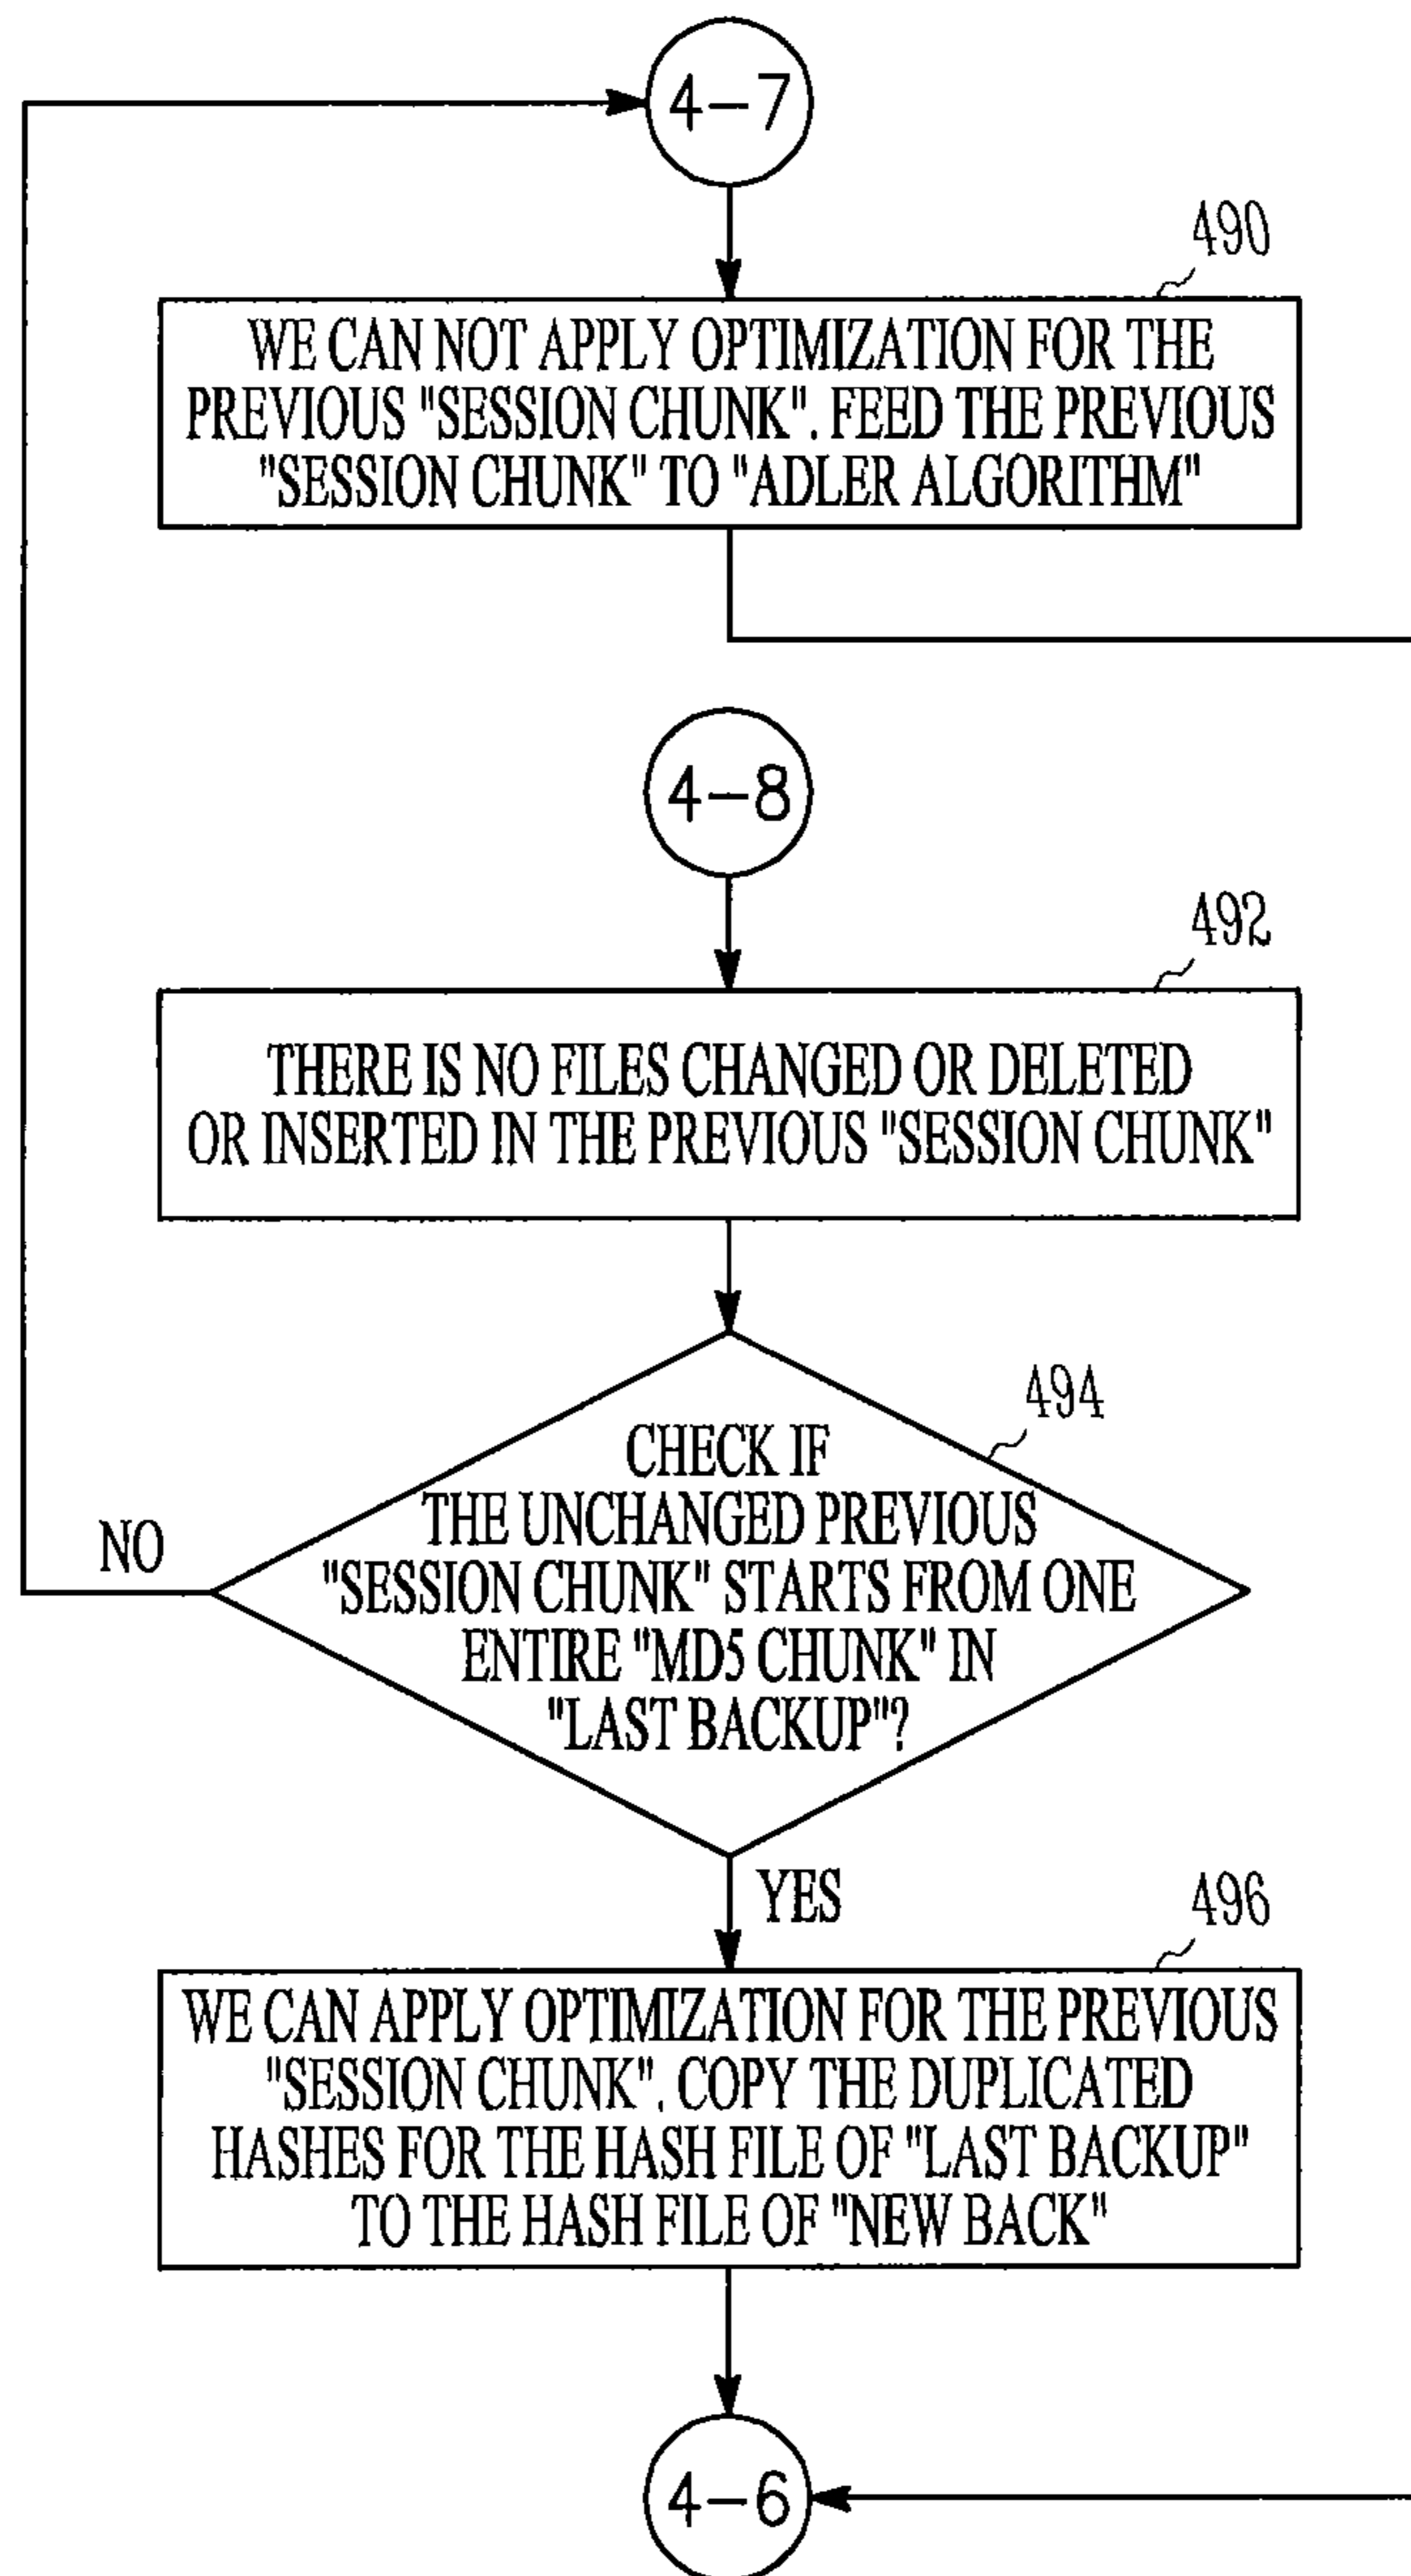 4-7
490
WE CAN NOT APPLY OPTIMIZATION FOR THE
PREVIOUS "SESSION CHUNK". FEED THE PREVIOUS
"SESSION CHUNK" TO "ADLER ALGORITHM"
4-8
492
THERE IS NO FILES CHANGED OR DELETED
OR INSERTED IN THE PREVIOUS "SESSION CHUNK"
494
CHECK IF
THE UNCHANGED PREVIOUS
"SESSION CHUNK" STARTS FROM ONE
ENTIRE "MD5 CHUNK" IN
"LAST BACKUP"?
NO
YES
496
WE CAN APPLY OPTIMIZATION FOR THE PREVIOUS
"SESSION CHUNK". COPY THE DUPLICATED
HASHES FOR THE HASH FILE OF "LAST BACKUP"
TO THE HASH FILE OF "NEW BACK"
4-6